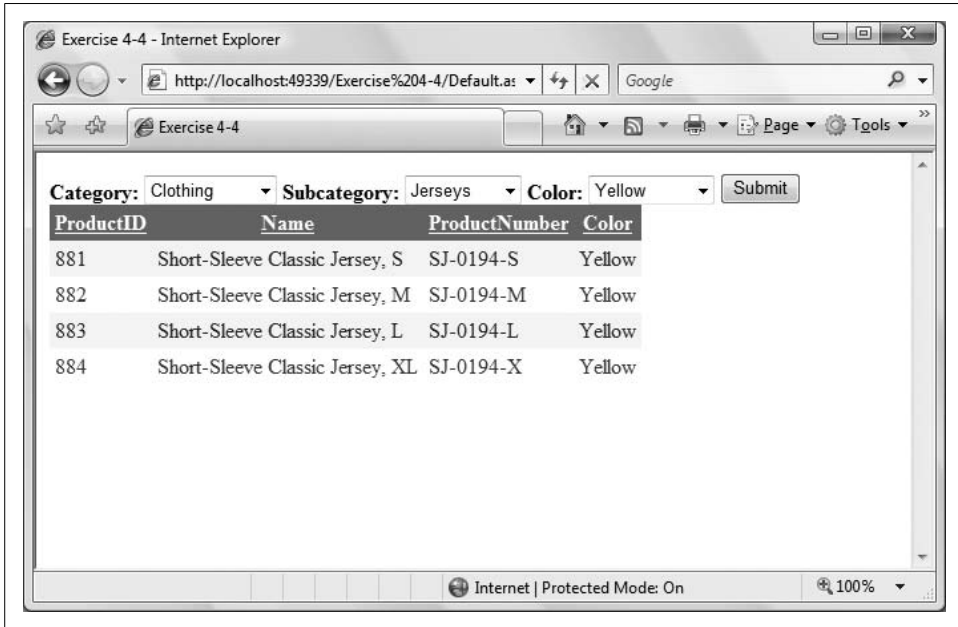 Exercise 4-4 - Internet Explorer
http://localhost:49339/Exercise%204-4/Default.as
Google
Exercise 4-4
Page
Tools
Category: Clothing Subcategory: Jerseys Color: Yellow Submit
ProductID Name ProductNumber Color
881 Short-Sleeve Classic Jersey, S SJ-0194-S Yellow
882 Short-Sleeve Classic Jersey, M SJ-0194-M Yellow
883 Short-Sleeve Classic Jersey, L SJ-0194-L Yellow
884 Short-Sleeve Classic Jersey, XL SJ-0194-X Yellow
Internet | Protected Mode: On 100%